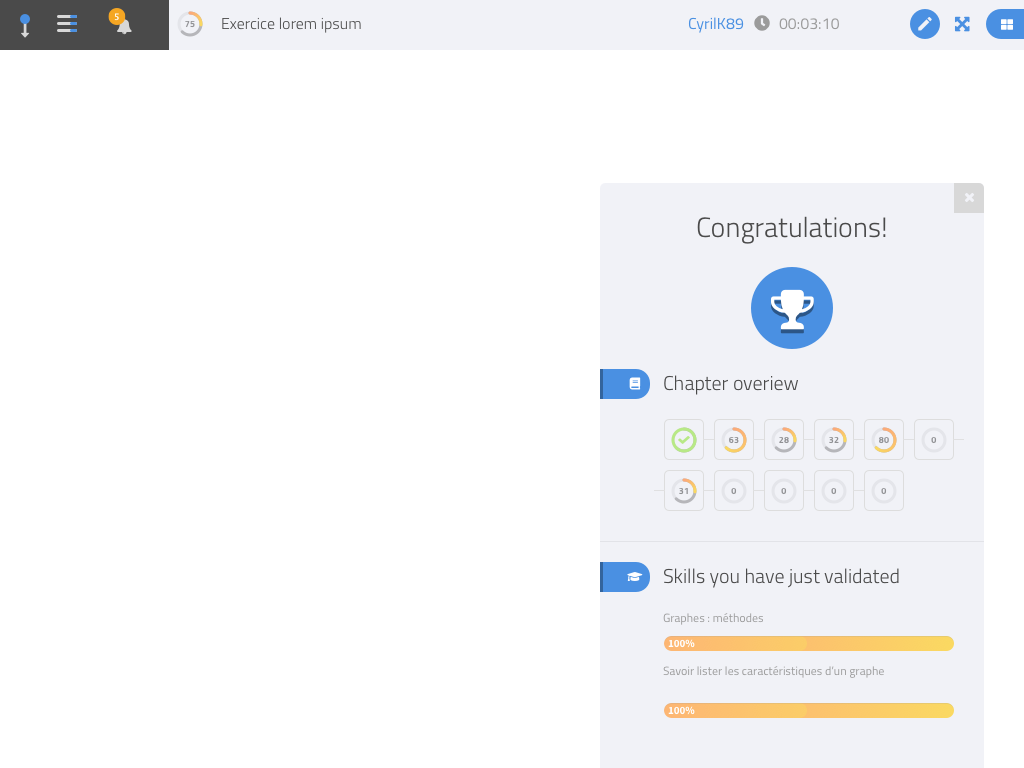 5
75
Exercice lorem ipsum
CyrilK89
00:03:10
Congratulations!
Chapter overiew
63 28 32 80 0
31 0 0 0 0
Skills you have just validated
Graphes : méthodes
100%
Savoir lister les caractéristiques d'un graphe
100%